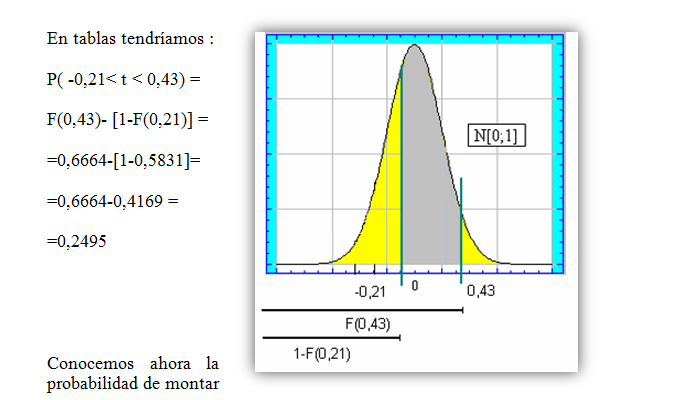 En tablas tendríamos :
P( -0,21< t < 0,43) =
F(0,43)- [1-F(0,21)] =
=0,6664-[1-0,5831]=
=0,6664-0,4169 =
=0,2495
N[0;1]
-0,21 0 0,43
F(0,43)
1-F(0,21)
Conocemos ahora la
probabilidad de montar